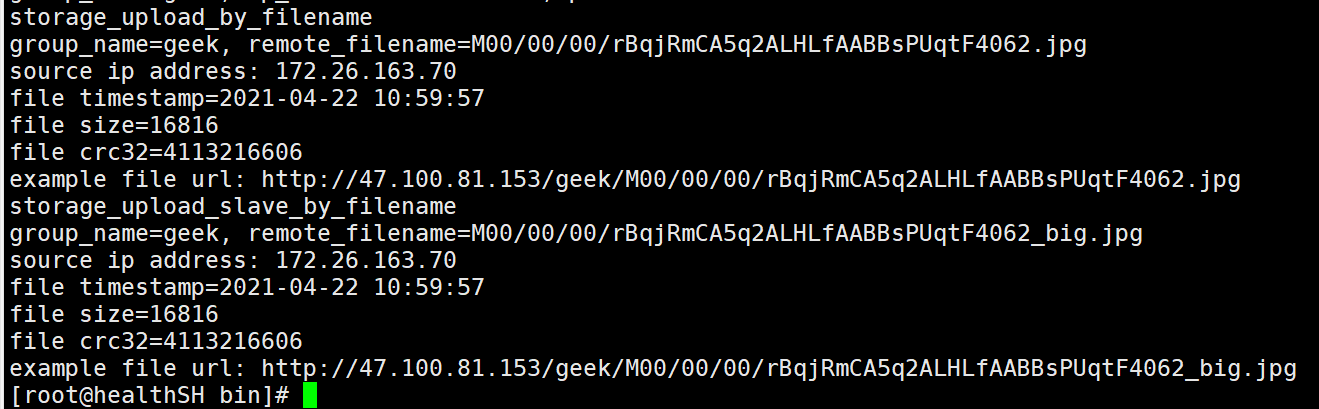 storage_upload_by_filename
group_name=geek, remote_filename=M00/00/00/rBqjRmCA5q2ALHLfAABBsPUqtF4062.jpg
source ip address: 172.26.163.70
file timestamp=2021-04-22 10:59:57
file size=16816
file crc32=4113216606
example file url: http://47.100.81.153/geek/M00/00/00/rBqjRmCA5q2ALHLfAABBsPUqtF4062.jpg
storage_upload_slave_by_filename
group_name=geek, remote_filename=M00/00/00/rBqjRmCA5q2ALHLfAABBsPUqtF4062_big.jpg
source ip address: 172.26.163.70
file timestamp=2021-04-22 10:59:57
file size=16816
file crc32=4113216606
example file url: http://47.100.81.153/geek/M00/00/00/rBqjRmCA5q2ALHLfAABBsPUqtF4062_big.jpg
[root@healthSH bin]#